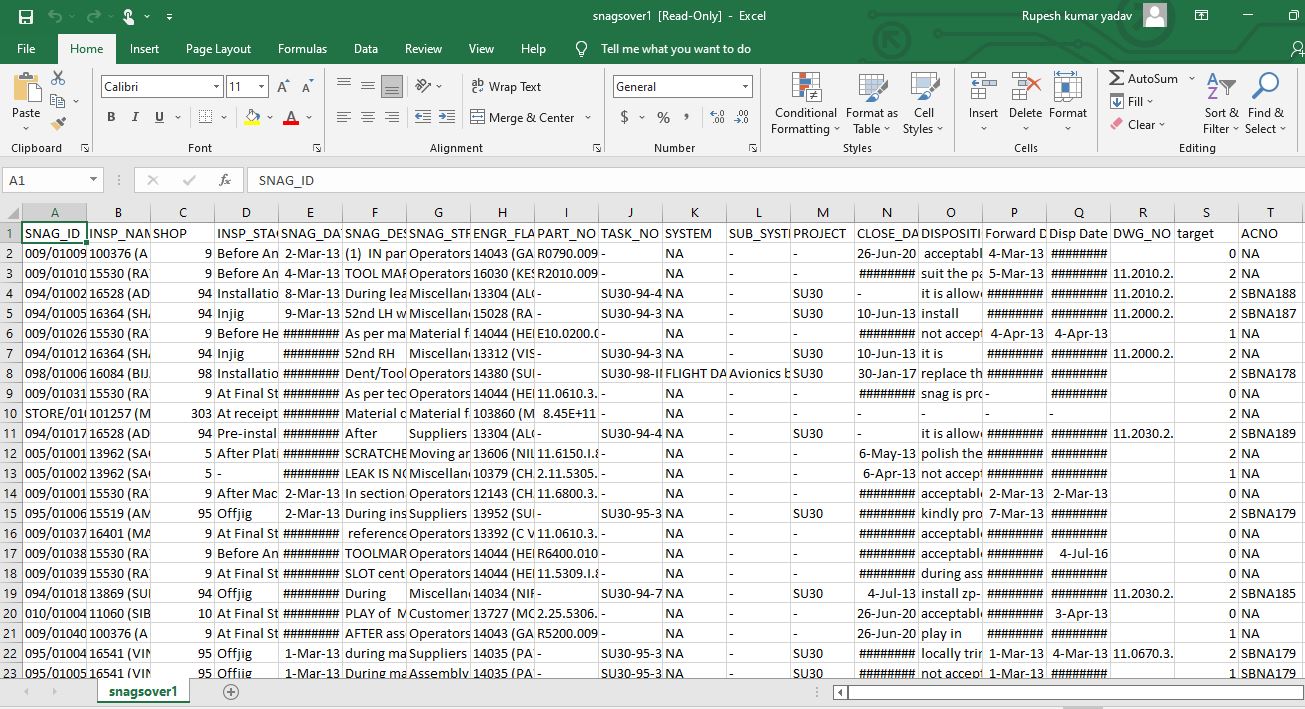 snagsover1 [Read-Only] - Excel
Rupesh kumar yadav
File Home Insert Page Layout Formulas Data Review View Help Tell me what you want to do
Paste
Calibri 11
B I U
Wrap Text
Merge & Center
General
$ % ,
Conditional Formatting
Format as Table
Cell Styles
Insert Delete Format
AutoSum
Fill
Clear
Sort & Filter
Find & Select
Clipboard Font Alignment Number Styles Cells Editing
A1 fx SNAG_ID
A B C D E F G H I J K L M N O P Q R S T
1 SNAG_ID INSP_NAM SHOP INSP_STAG SNAG_DA SNAG_DES SNAG_STR ENGR_FLA PART_NO TASK_NO SYSTEM SUB_SYSTE PROJECT CLOSE_DA DISPOSITI Forward D Disp Date DWG_NO target ACNO
2 009/01009 100376 (A 9 Before An 2-Mar-13 (1) IN par Operators 14043 (GA R0790.009 - NA - - 26-Jun-20 acceptabl 4-Mar-13 ######## 0 NA
3 009/01010 15530 (RA 9 Before An 4-Mar-13 TOOL MAR Operators 16030 (KES R2010.009 - NA - - ######## suit the pa 5-Mar-13 ######## 11.2010.2. 2 NA
4 094/01002 16528 (AD 94 Installatio 8-Mar-13 During lea Miscellan 13304 (ALO - SU30-94-4 NA - SU30 - it is allow ######## ######## 11.2010.2. 2 SBNA188
5 094/01005 16364 (SHA 94 Injig 9-Mar-13 52nd LH w Miscellan 15028 (RA - SU30-94-3 NA - SU30 10-Jun-13 install ######## ######## 11.2000.2. 2 SBNA187
6 009/01026 15530 (RA 9 Before He ######## As per ma Material f 14044 (HE E10.0200.0 - NA - - ######## not accept 4-Apr-13 4-Apr-13 1 NA
7 094/01012 16364 (SHA 94 Injig ######## 52nd RH Miscellan 13312 (VIS - SU30-94-3 NA - SU30 10-Jun-13 it is ######## ######## 11.2000.2. 2 NA
8 098/01006 16084 (BIJ 98 Installatio ######## Dent/Tool Operators 14380 (SU - SU30-98-I FLIGHT DA Avionics b SU30 30-Jan-17 replace th ######## ######## 2 SBNA178
9 009/01031 15530 (RA 9 At Final St ######## As per tec Operators 14044 (HE 11.0610.3. - NA - - ######## snag is pro - ######## 0 NA
10 STORE/01 101257 (M 303 At receipt ######## Material c Material f 103860 (M 8.45E+11 - NA - - - - - - 2 NA
11 094/01017 16528 (AD 94 Pre-instal ######## After Suppliers 13304 (ALO - SU30-94-4 NA - SU30 - it is allow ######## ######## 11.2030.2. 2 SBNA189
12 005/01001 13962 (SA 5 After Plati ######## SCRATCHE Moving an 13606 (NIL 11.6150.I.8 - NA - - 6-May-13 polish the ######## ######## 2 NA
13 005/01002 13962 (SA 5 - ######## LEAK IS NO Miscellan 10379 (CH 2.11.5305. - NA - - 6-Apr-13 not accept ######## ######## 1 NA
14 009/01001 15530 (RA 9 After Mac 2-Mar-13 In section Operators 12143 (CH 11.6800.3. - NA - - ######## acceptabl 2-Mar-13 2-Mar-13 0 NA
15 095/01006 15519 (AM 95 Offjig 2-Mar-13 During ins Suppliers 13952 (SU - SU30-95-3 NA - SU30 ######## kindly pro 7-Mar-13 ######## 2 SBNA179
16 009/01037 16401 (MA 9 At Final St ######## reference Operators 13392 (C V 11.0610.3. - NA - - ######## acceptabl ######## ######## 0 NA
17 009/01038 15530 (RA 9 Before An ######## TOOLMAR Operators 14044 (HE R6400.010 - NA - - ######## acceptabl ######## 4-Jul-16 0 NA
18 009/01039 15530 (RA 9 At Final St ######## SLOT cent Operators 14044 (HE 11.5309.I.8 - NA - - ######## during ass ######## ######## 0 NA
19 094/01018 13869 (SU 94 Offjig ######## During Miscellan 14034 (NIR - SU30-94-7 NA - SU30 4-Jul-13 install zp- ######## ######## 11.2030.2. 2 SBNA185
20 010/01004 11060 (SIB 10 At Final St ######## PLAY of M Customer 13727 (MO 2.25.5306. - NA - - 26-Jun-20 acceptabl ######## 3-Apr-13 0 NA
21 009/01040 100376 (A 9 At Final St ######## AFTER ass Operators 14043 (GA R5200.009 - NA - - 26-Jun-20 play in ######## ######## 1 NA
22 095/01004 16541 (VIN 95 Offjig 1-Mar-13 during ma Suppliers 14035 (PA - SU30-95-3 NA - SU30 ######## locally trir 1-Mar-13 4-Mar-13 11.0670.3. 2 SBNA179
23 095/01005 16541 (VIN 95 Offjig 1-Mar-13 During ma Assembly 14035 (PA - SU30-95-3 NA - SU30 ######## not accept 1-Mar-13 ######## 1 SBNA179
snagsover1